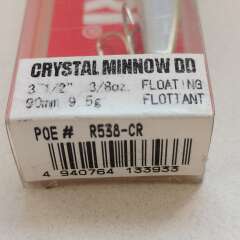 CRYSTAL MINNOW DD
3 1/2" 3/8oz. FLOATING
90mm 9.5g FLOTTANT
POE # R538-CR
4 940764 133933